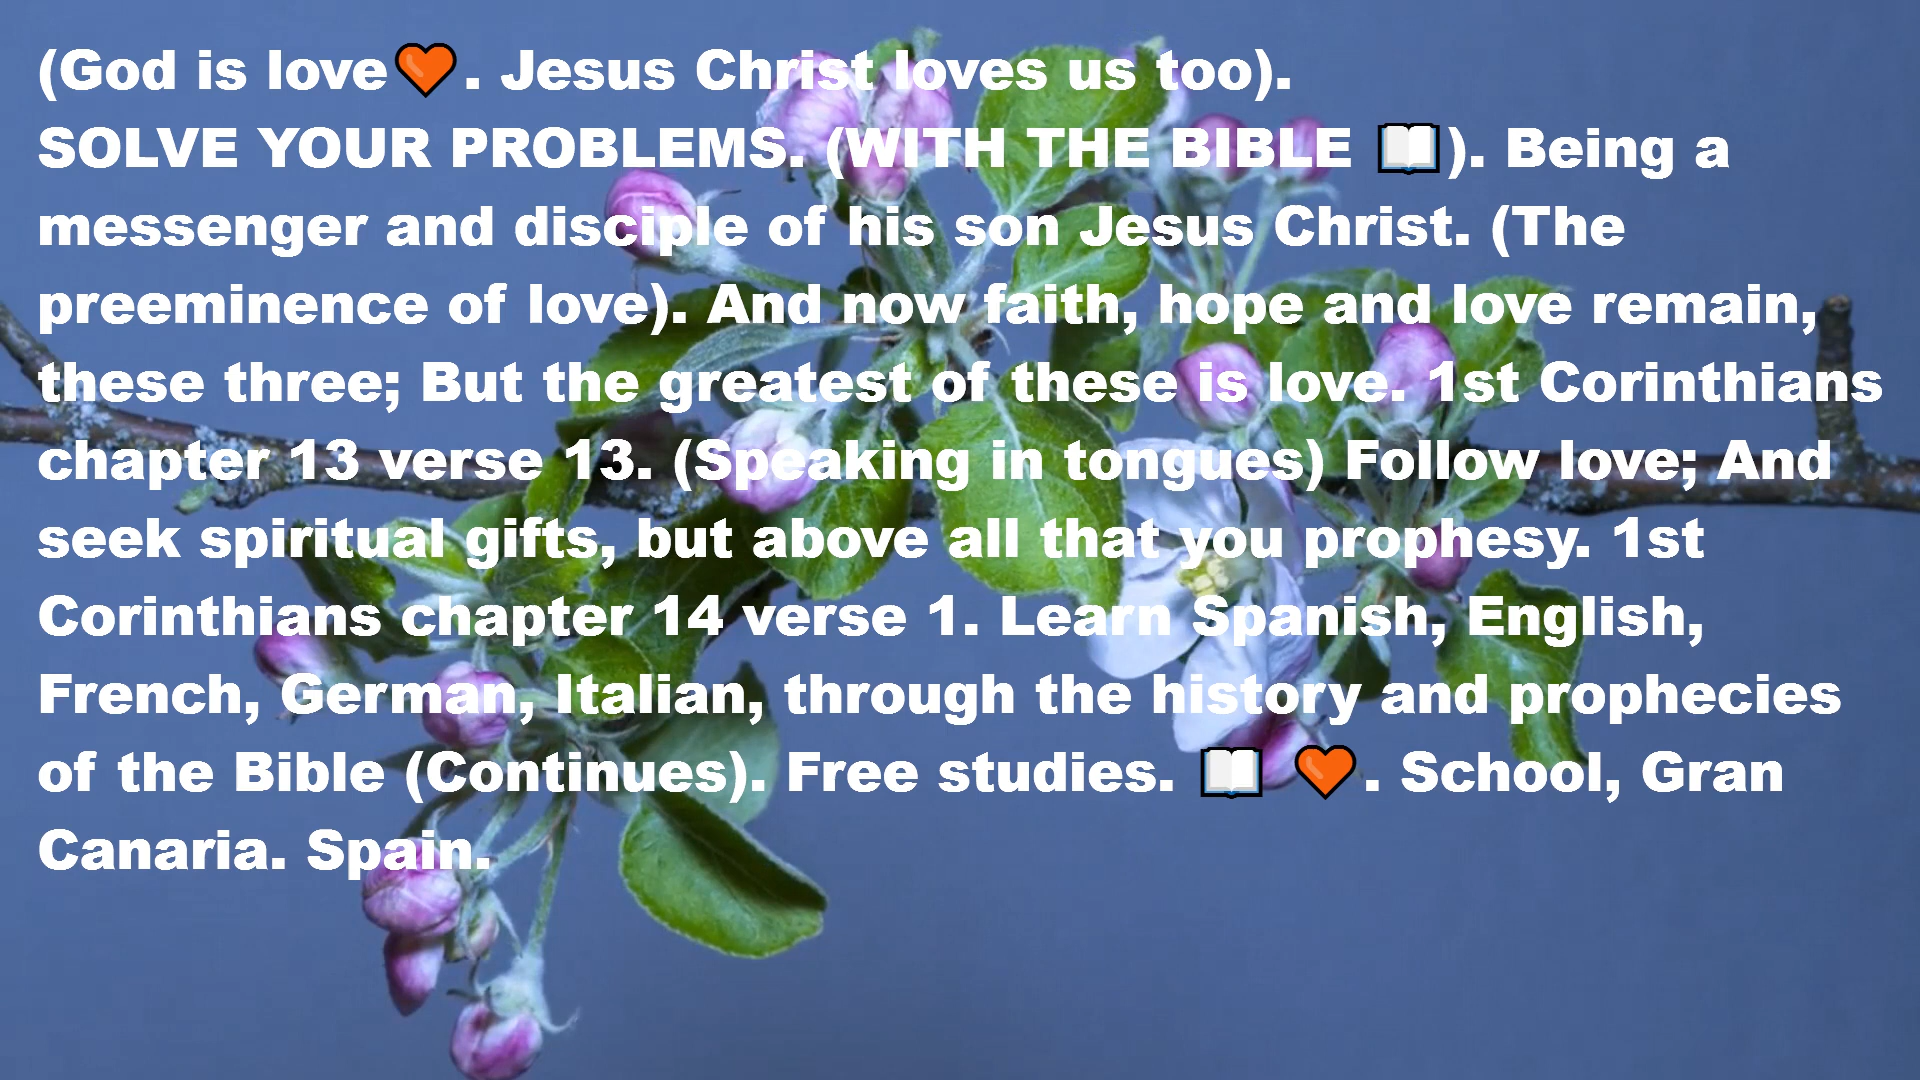 (God is love🧡. Jesus Christ loves us too).
SOLVE YOUR PROBLEMS. (WITH THE BIBLE 📖). Being a
messenger and disciple of his son Jesus Christ. (The
preeminence of love). And now faith, hope and love remain,
these three; But the greatest of these is love. 1st Corinthians
chapter 13 verse 13. (Speaking in tongues) Follow love; And
seek spiritual gifts, but above all that you prophesy. 1st
Corinthians chapter 14 verse 1. Learn Spanish, English,
French, German, Italian, through the history and prophecies
of the Bible (Continues). Free studies. 📖 🧡. School, Gran
Canaria. Spain.